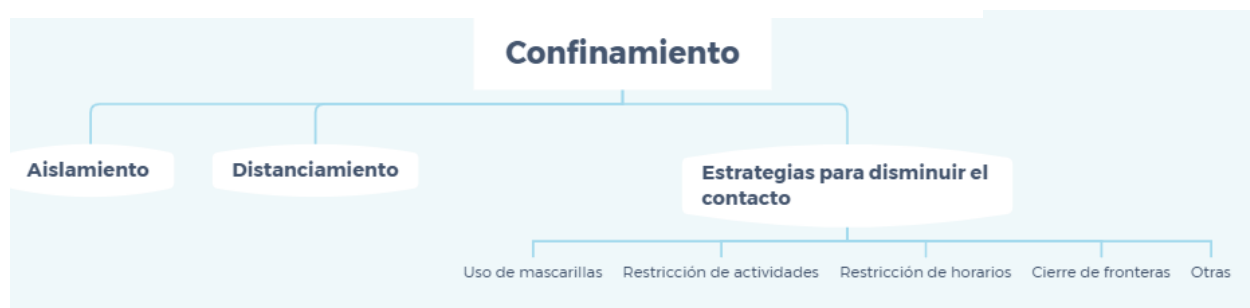 Confinamiento
Aislamiento
Distanciamiento
Estrategias para disminuir el
contacto
Uso de mascarillas
Restricción de actividades
Restricción de horarios
Cierre de fronteras
Otras